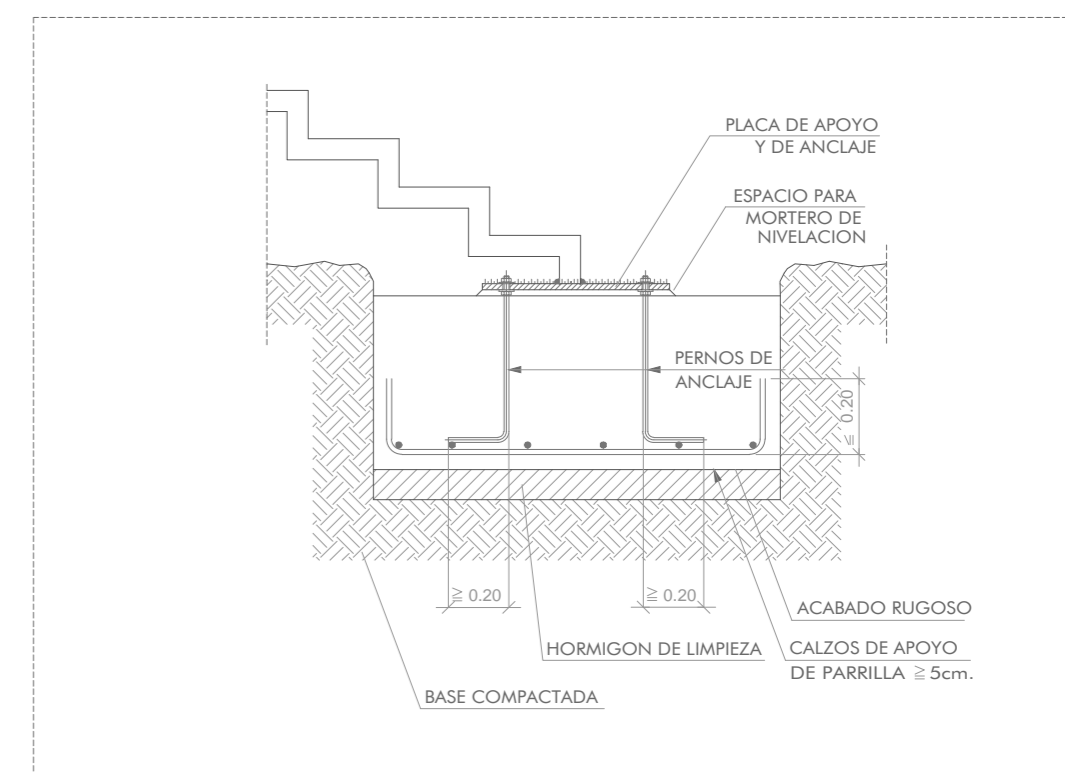 PLACA DE APOYO
Y DE ANCLAJE
ESPACIO PARA
MORTERO DE
NIVELACION
PERNOS DE
ANCLAJE
≦ 0.20
≧ 0.20
≧ 0.20
ACABADO RUGOSO
HORMIGON DE LIMPIEZA
CALZOS DE APOYO
DE PARRILLA ≧ 5cm.
BASE COMPACTADA